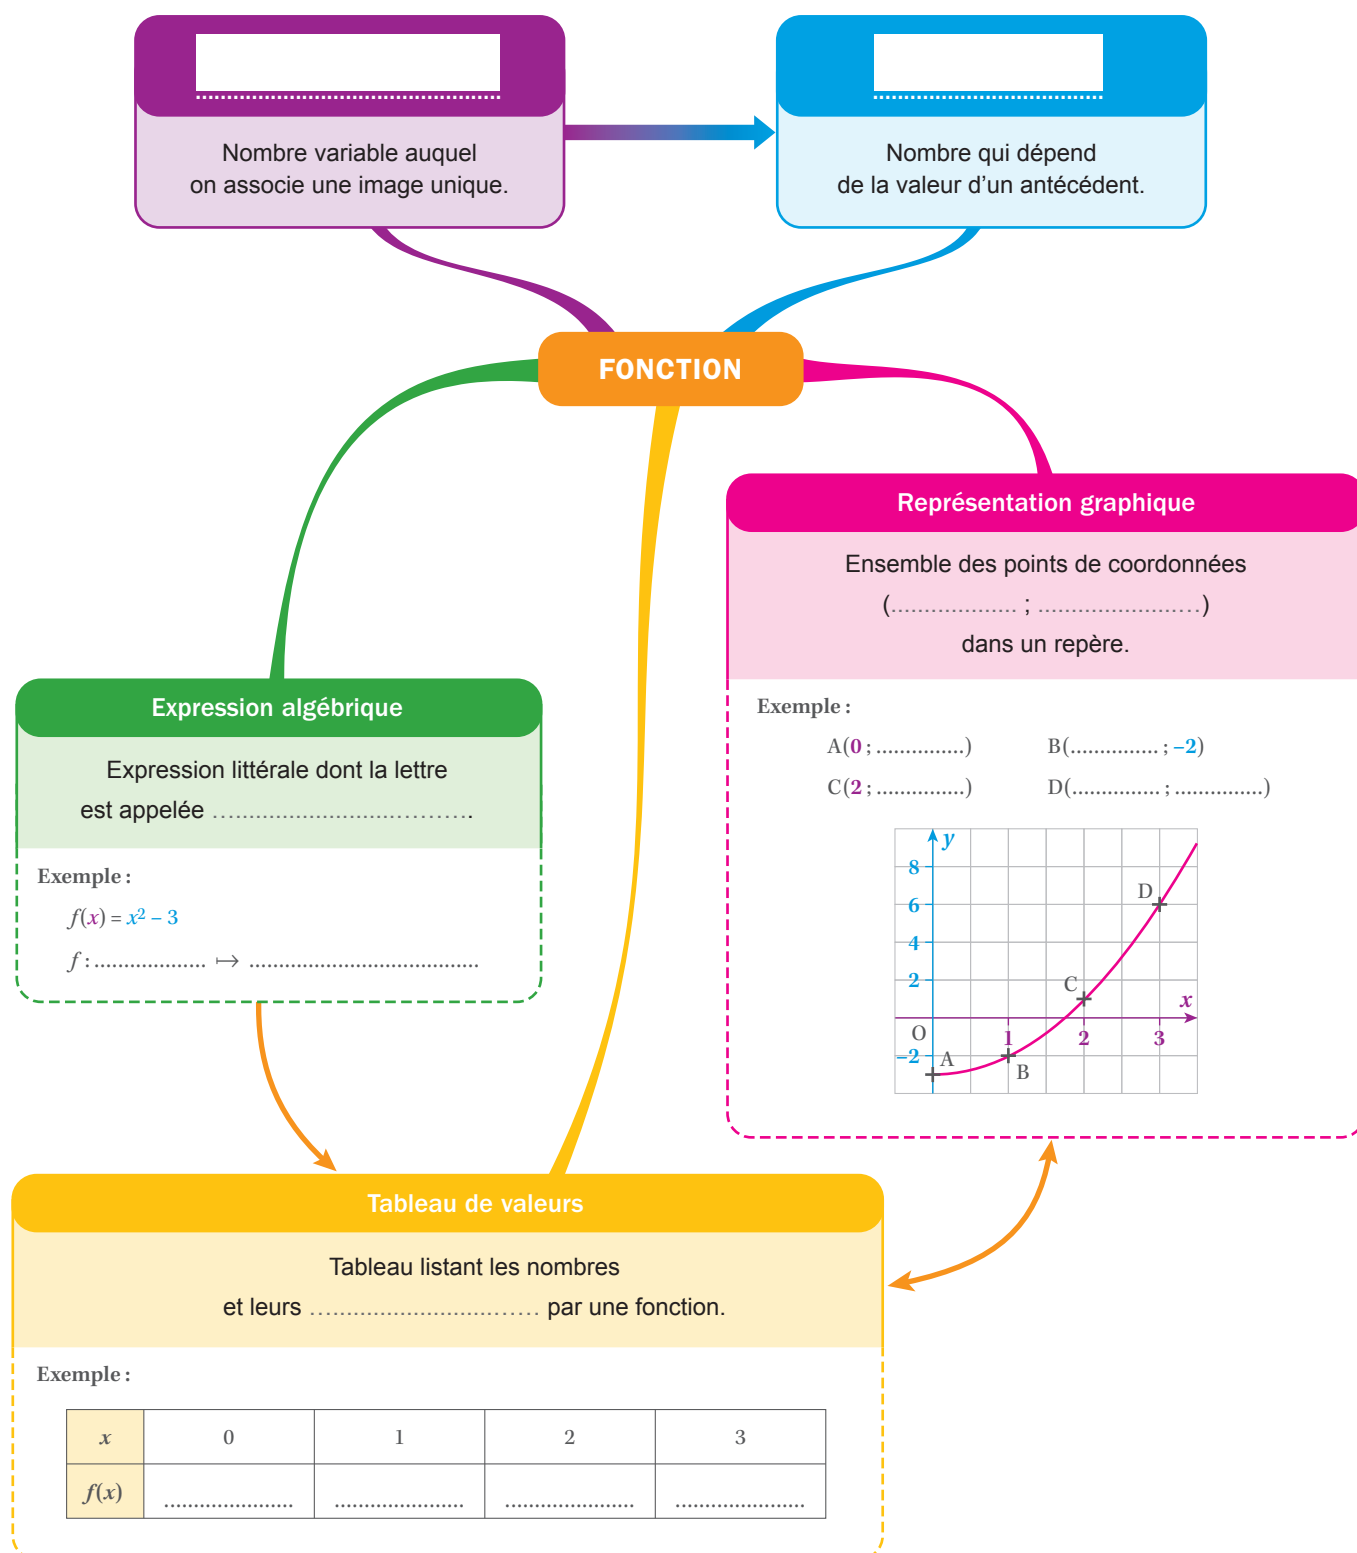 Nombre variable auquel
on associe une image unique.
Nombre qui dépend
de la valeur d’un antécédent.
FONCTION
Représentation graphique
Ensemble des points de coordonnées
(................... ; .........................)
dans un repère.
Exemple :
A(0 ; ...............) B(............... ; –2)
C(2 ; ...............) D(............... ; ...............)
y
8
6
4
2
–2
O
1
2
3
x
A
B
C
D
Expression algébrique
Expression littérale dont la lettre
est appelée .......................................
Exemple :
f(x) = x² – 3
f : ................... ↦ .......................................
Tableau de valeurs
Tableau listant les nombres
et leurs .................................. par une fonction.
Exemple :
x 0 1 2 3
f(x) ...................... ...................... ...................... ......................